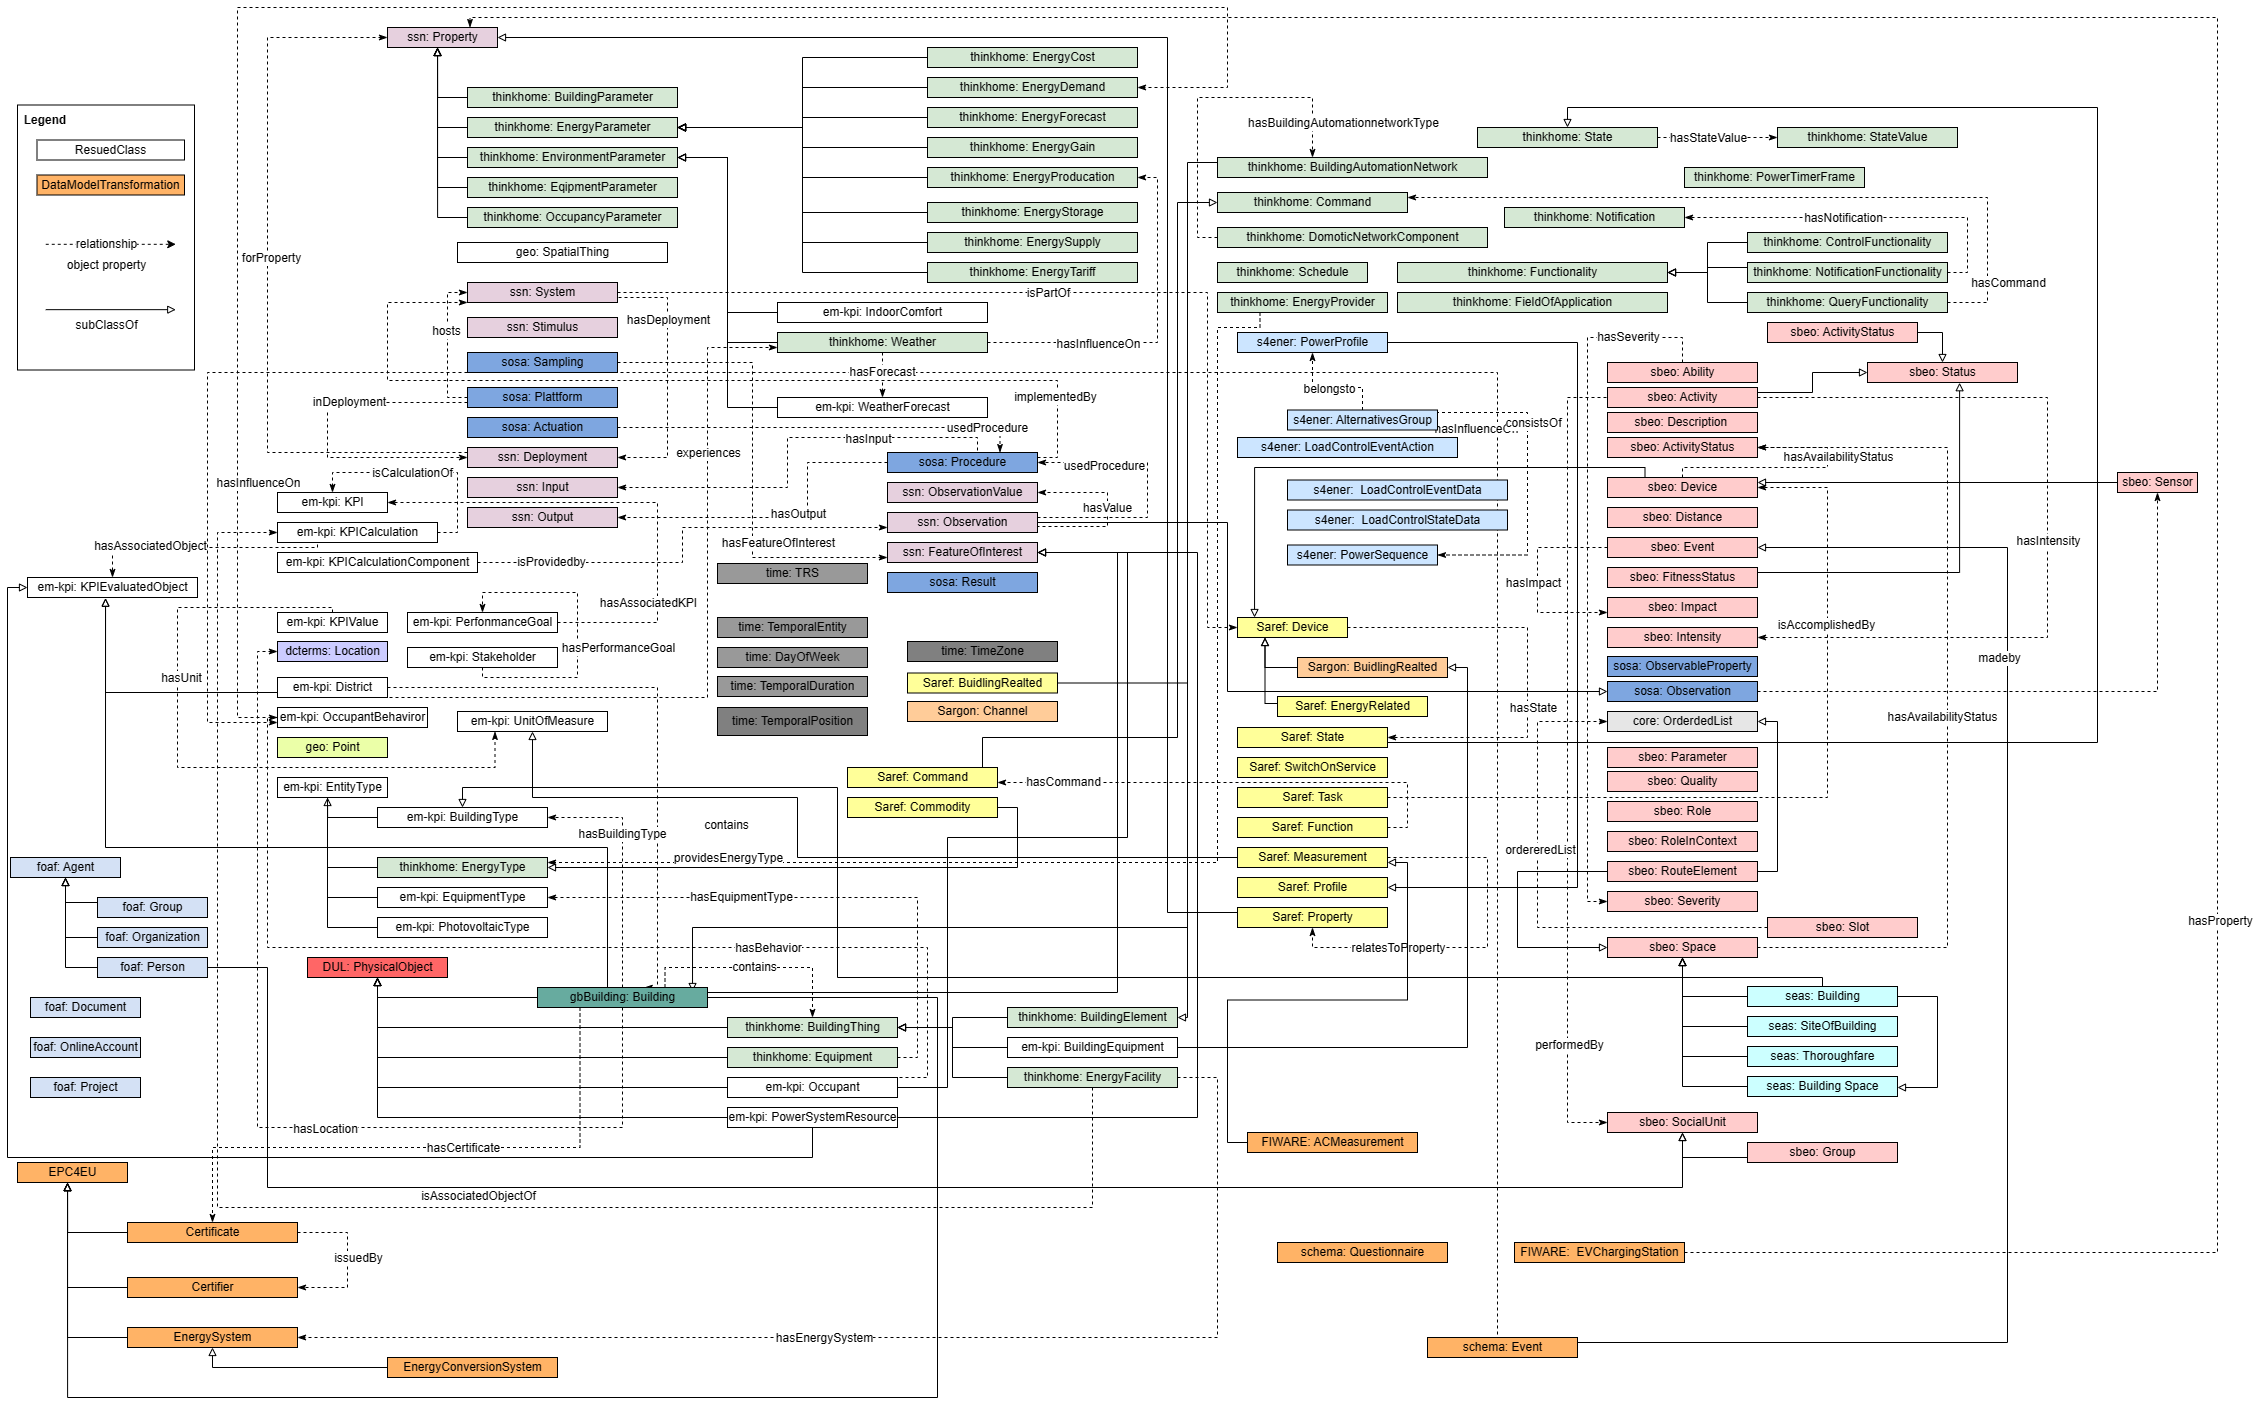 ssn: Property
thinkhome: EnergyCost
thinkhome: EnergyDemand
thinkhome: BuildingParameter
thinkhome: EnergyForecast
thinkhome: EnergyParameter
thinkhome: EnergyGain
thinkhome: EnvironmentParameter
thinkhome: EnergyProducation
thinkhome: EqipmentParameter
thinkhome: EnergyStorage
thinkhome: OccupancyParameter
thinkhome: EnergySupply
geo: SpatialThing
thinkhome: EnergyTariff
Legend
ResuedClass
DataModelTransformation
relationship
object property
subClassOf
hasBuildingAutomationnetworkType
thinkhome: State
hasStateValue
thinkhome: StateValue
thinkhome: BuildingAutomationNetwork
thinkhome: PowerTimerFrame
thinkhome: Command
thinkhome: Notification
hasNotification
thinkhome: DomoticNetworkComponent
thinkhome: ControlFunctionality
thinkhome: Schedule
thinkhome: Functionality
thinkhome: NotificationFunctionality
hasCommand
thinkhome: EnergyProvider
thinkhome: FieldOfApplication
thinkhome: QueryFunctionality
forProperty
ssn: System
isPartOf
hosts
ssn: Stimulus
hasDeployment
em-kpi: IndoorComfort
thinkhome: Weather
hasInfluenceOn
sosa: Sampling
hasForecast
sosa: Plattform
inDeployment
em-kpi: WeatherForecast
implementedBy
sosa: Actuation
usedProcedure
hasInput
ssn: Deployment
experiences
sosa: Procedure
usedProcedure
ssn: Input
ssn: ObservationValue
hasValue
ssn: Output
hasOutput
ssn: Observation
hasFeatureOfInterest
ssn: FeatureOfInterest
time: TRS
sosa: Result
s4ener: PowerProfile
belongsto
s4ener: AlternativesGroup
consistsOf
s4ener: LoadControlEventAction
s4ener: LoadControlEventData
s4ener: LoadControlStateData
s4ener: PowerSequence
hasSeverity
sbeo: ActivityStatus
sbeo: Ability
sbeo: Status
sbeo: Activity
sbeo: Description
sbeo: ActivityStatus
hasAvailabilityStatus
sbeo: Device
sbeo: Sensor
sbeo: Distance
sbeo: Event
hasIntensity
sbeo: FitnessStatus
hasImpact
sbeo: Impact
isAccomplishedBy
sbeo: Intensity
madeby
sosa: ObservableProperty
sosa: Observation
core: OrderdedList
hasAvailabilityStatus
sbeo: Parameter
sbeo: Quality
sbeo: Role
sbeo: RoleInContext
ordereredList
sbeo: RouteElement
sbeo: Severity
sbeo: Slot
hasProperty
sbeo: Space
seas: Building
seas: SiteOfBuilding
performedBy
seas: Thoroughfare
seas: Building Space
sbeo: SocialUnit
sbeo: Group
hasInfluenceOn
isCalculationOf
em-kpi: KPI
em-kpi: KPICalculation
hasAssociatedObject
em-kpi: KPICalculationComponent
isProvidedby
em-kpi: KPIEvaluatedObject
hasAssociatedKPI
em-kpi: KPIValue
em-kpi: PerfonmanceGoal
dcterms: Location
em-kpi: Stakeholder
hasPerformanceGoal
hasUnit
em-kpi: District
em-kpi: OccupantBehaviror
em-kpi: UnitOfMeasure
geo: Point
time: TemporalEntity
time: DayOfWeek
time: TimeZone
time: TemporalDuration
Saref: BuidlingRealted
Sargon: Channel
time: TemporalPosition
Saref: Device
Sargon: BuidlingRealted
Saref: EnergyRelated
hasState
Saref: State
Saref: SwitchOnService
Saref: Command
hasCommand
Saref: Task
Saref: Commodity
Saref: Function
Saref: Measurement
Saref: Profile
Saref: Property
relatesToProperty
em-kpi: EntityType
em-kpi: BuildingType
hasBuildingType
contains
providesEnergyType
thinkhome: EnergyType
em-kpi: EquipmentType
hasEquipmentType
em-kpi: PhotovoltaicType
hasBehavior
contains
foaf: Agent
foaf: Group
foaf: Organization
foaf: Person
foaf: Document
foaf: OnlineAccount
foaf: Project
DUL: PhysicalObject
gbBuilding: Building
thinkhome: BuildingThing
thinkhome: BuildingElement
thinkhome: Equipment
em-kpi: BuildingEquipment
em-kpi: Occupant
thinkhome: EnergyFacility
em-kpi: PowerSystemResource
hasLocation
hasCertificate
FIWARE: ACMeasurement
EPC4EU
isAssociatedObjectOf
Certificate
issuedBy
schema: Questionnaire
FIWARE: EVChargingStation
Certifier
EnergySystem
hasEnergySystem
schema: Event
EnergyConversionSystem